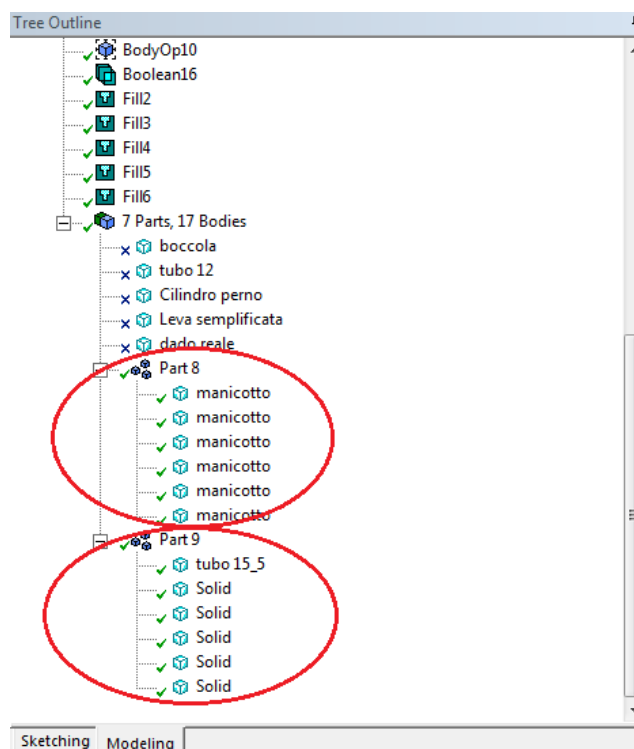 Tree Outline
BodyOp10
Boolean16
Fill2
Fill3
Fill4
Fill5
Fill6
7 Parts, 17 Bodies
boccola
tubo 12
Cilindro perno
Leva semplificata
dado reale
Part 8
manicotto
manicotto
manicotto
manicotto
manicotto
manicotto
Part 9
tubo 15_5
Solid
Solid
Solid
Solid
Solid
Sketching Modeling